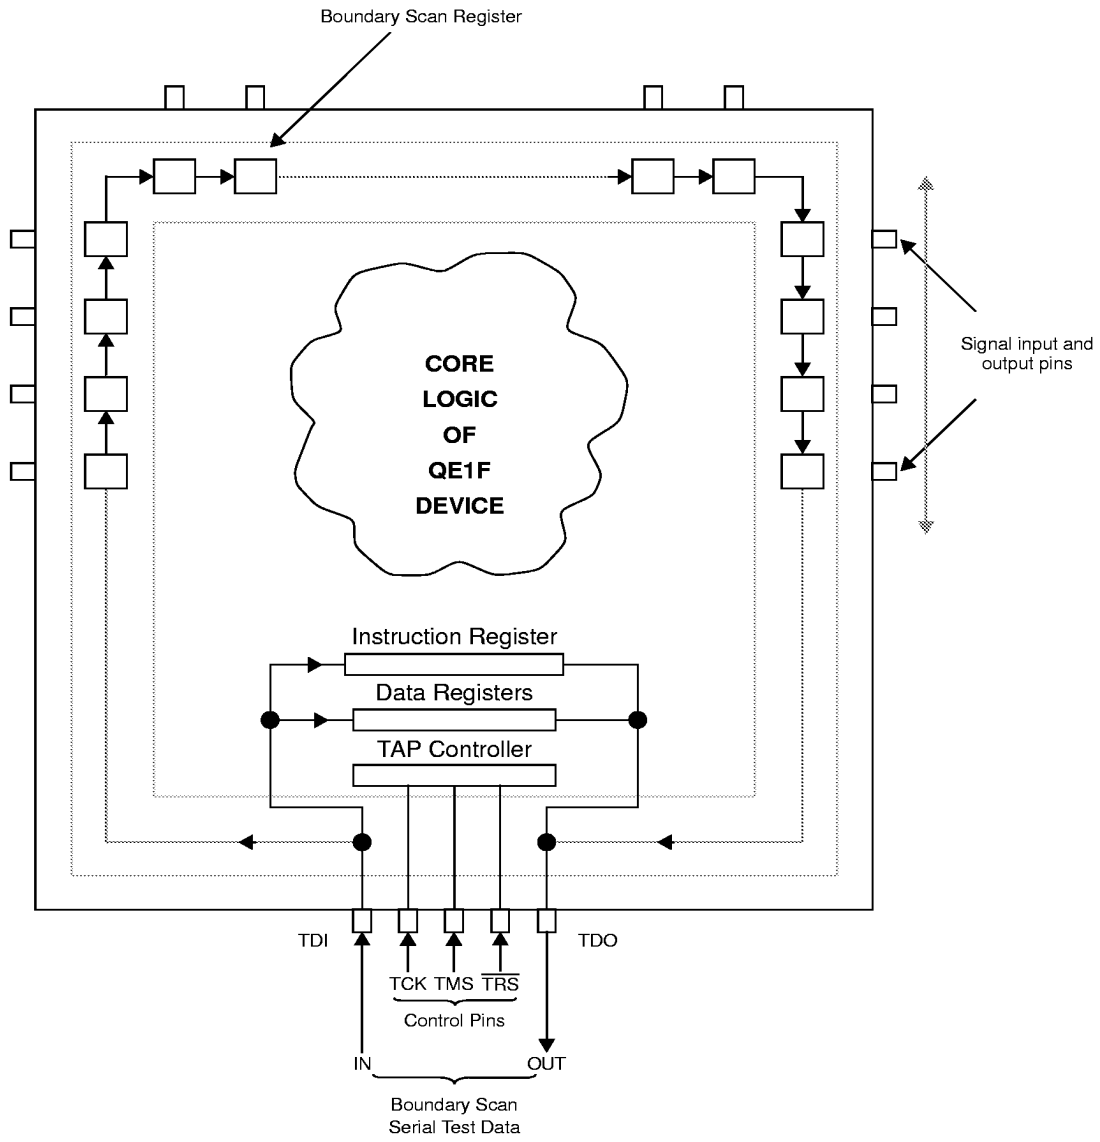 Boundary Scan Register
Signal input and
output pins
CORE
LOGIC
OF
QE1F
DEVICE
Instruction Register
Data Registers
TAP Controller
TDI
TDO
TCK TMS T̅R̅S̅
Control Pins
IN
OUT
Boundary Scan
Serial Test Data